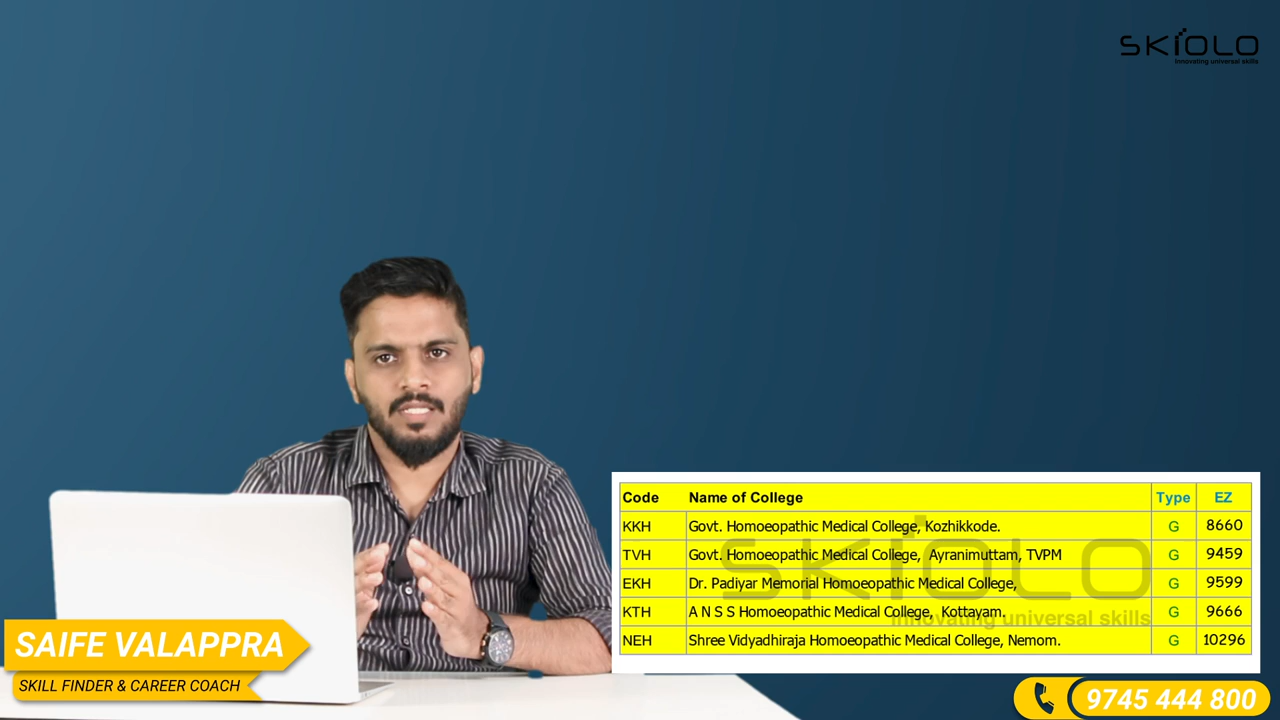 SKIOLO
Innovating universal skills
Code Name of College Type EZ
KKH Govt. Homoeopathic Medical College, Kozhikkode. G 8660
TVH Govt. Homoeopathic Medical College, Ayranimuttam, TVPM G 9459
EKH Dr. Padiyar Memorial Homoeopathic Medical College, G 9599
KTH A N S S Homoeopathic Medical College, Kottayam. G 9666
NEH Shree Vidyadhiraja Homoeopathic Medical College, Nemom. G 10296
SKIOLO
Innovating universal skills
SAIFE VALAPPRA
SKILL FINDER & CAREER COACH
9745 444 800